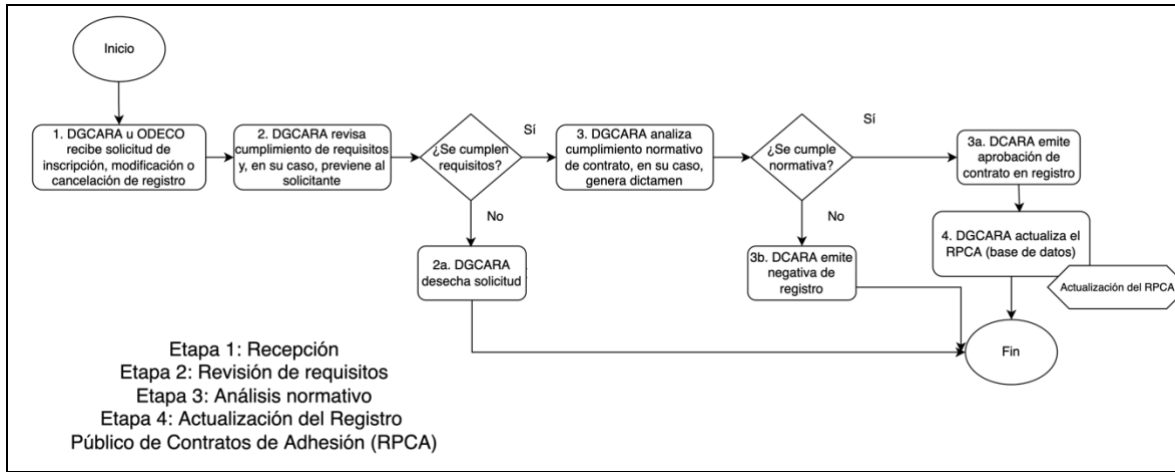 Inicio
1. DGCARA u ODECO
recibe solicitud de
inscripción, modificación o
cancelación de registro
2. DGCARA revisa
cumplimiento de requisitos
y, en su caso, previene al
solicitante
¿Se cumplen
requisitos?
Sí
No
2a. DGCARA
desecha solicitud
3. DGCARA analiza
cumplimiento normativo
de contrato, en su caso,
genera dictamen
¿Se cumple
normativa?
Sí
No
3a. DCARA emite
aprobación de
contrato en registro
3b. DCARA emite
negativa de
registro
4. DGCARA actualiza el
RPCA (base de datos)
Actualización del RPCA
Fin
Etapa 1: Recepción
Etapa 2: Revisión de requisitos
Etapa 3: Análisis normativo
Etapa 4: Actualización del Registro
Público de Contratos de Adhesión (RPCA)